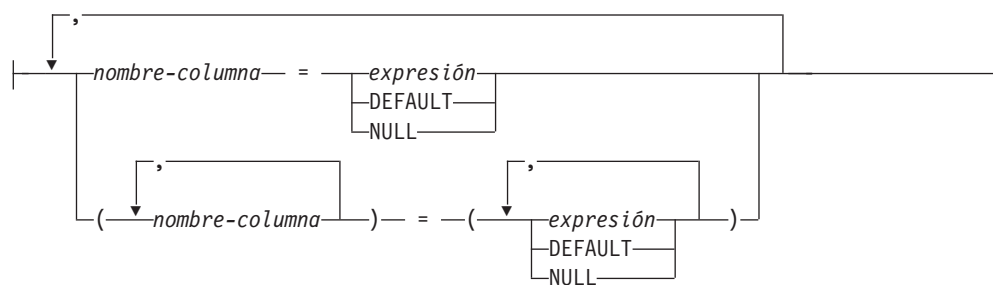 ,
nombre-columna = expresión
DEFAULT
NULL
, ,
( nombre-columna ) = ( expresión )
DEFAULT
NULL